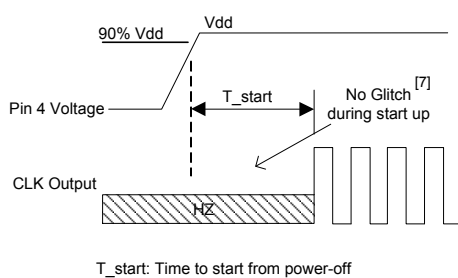 Vdd
90% Vdd
T_start
No Glitch [7]
during start up
Pin 4 Voltage
CLK Output
HZ
T_start: Time to start from power-off